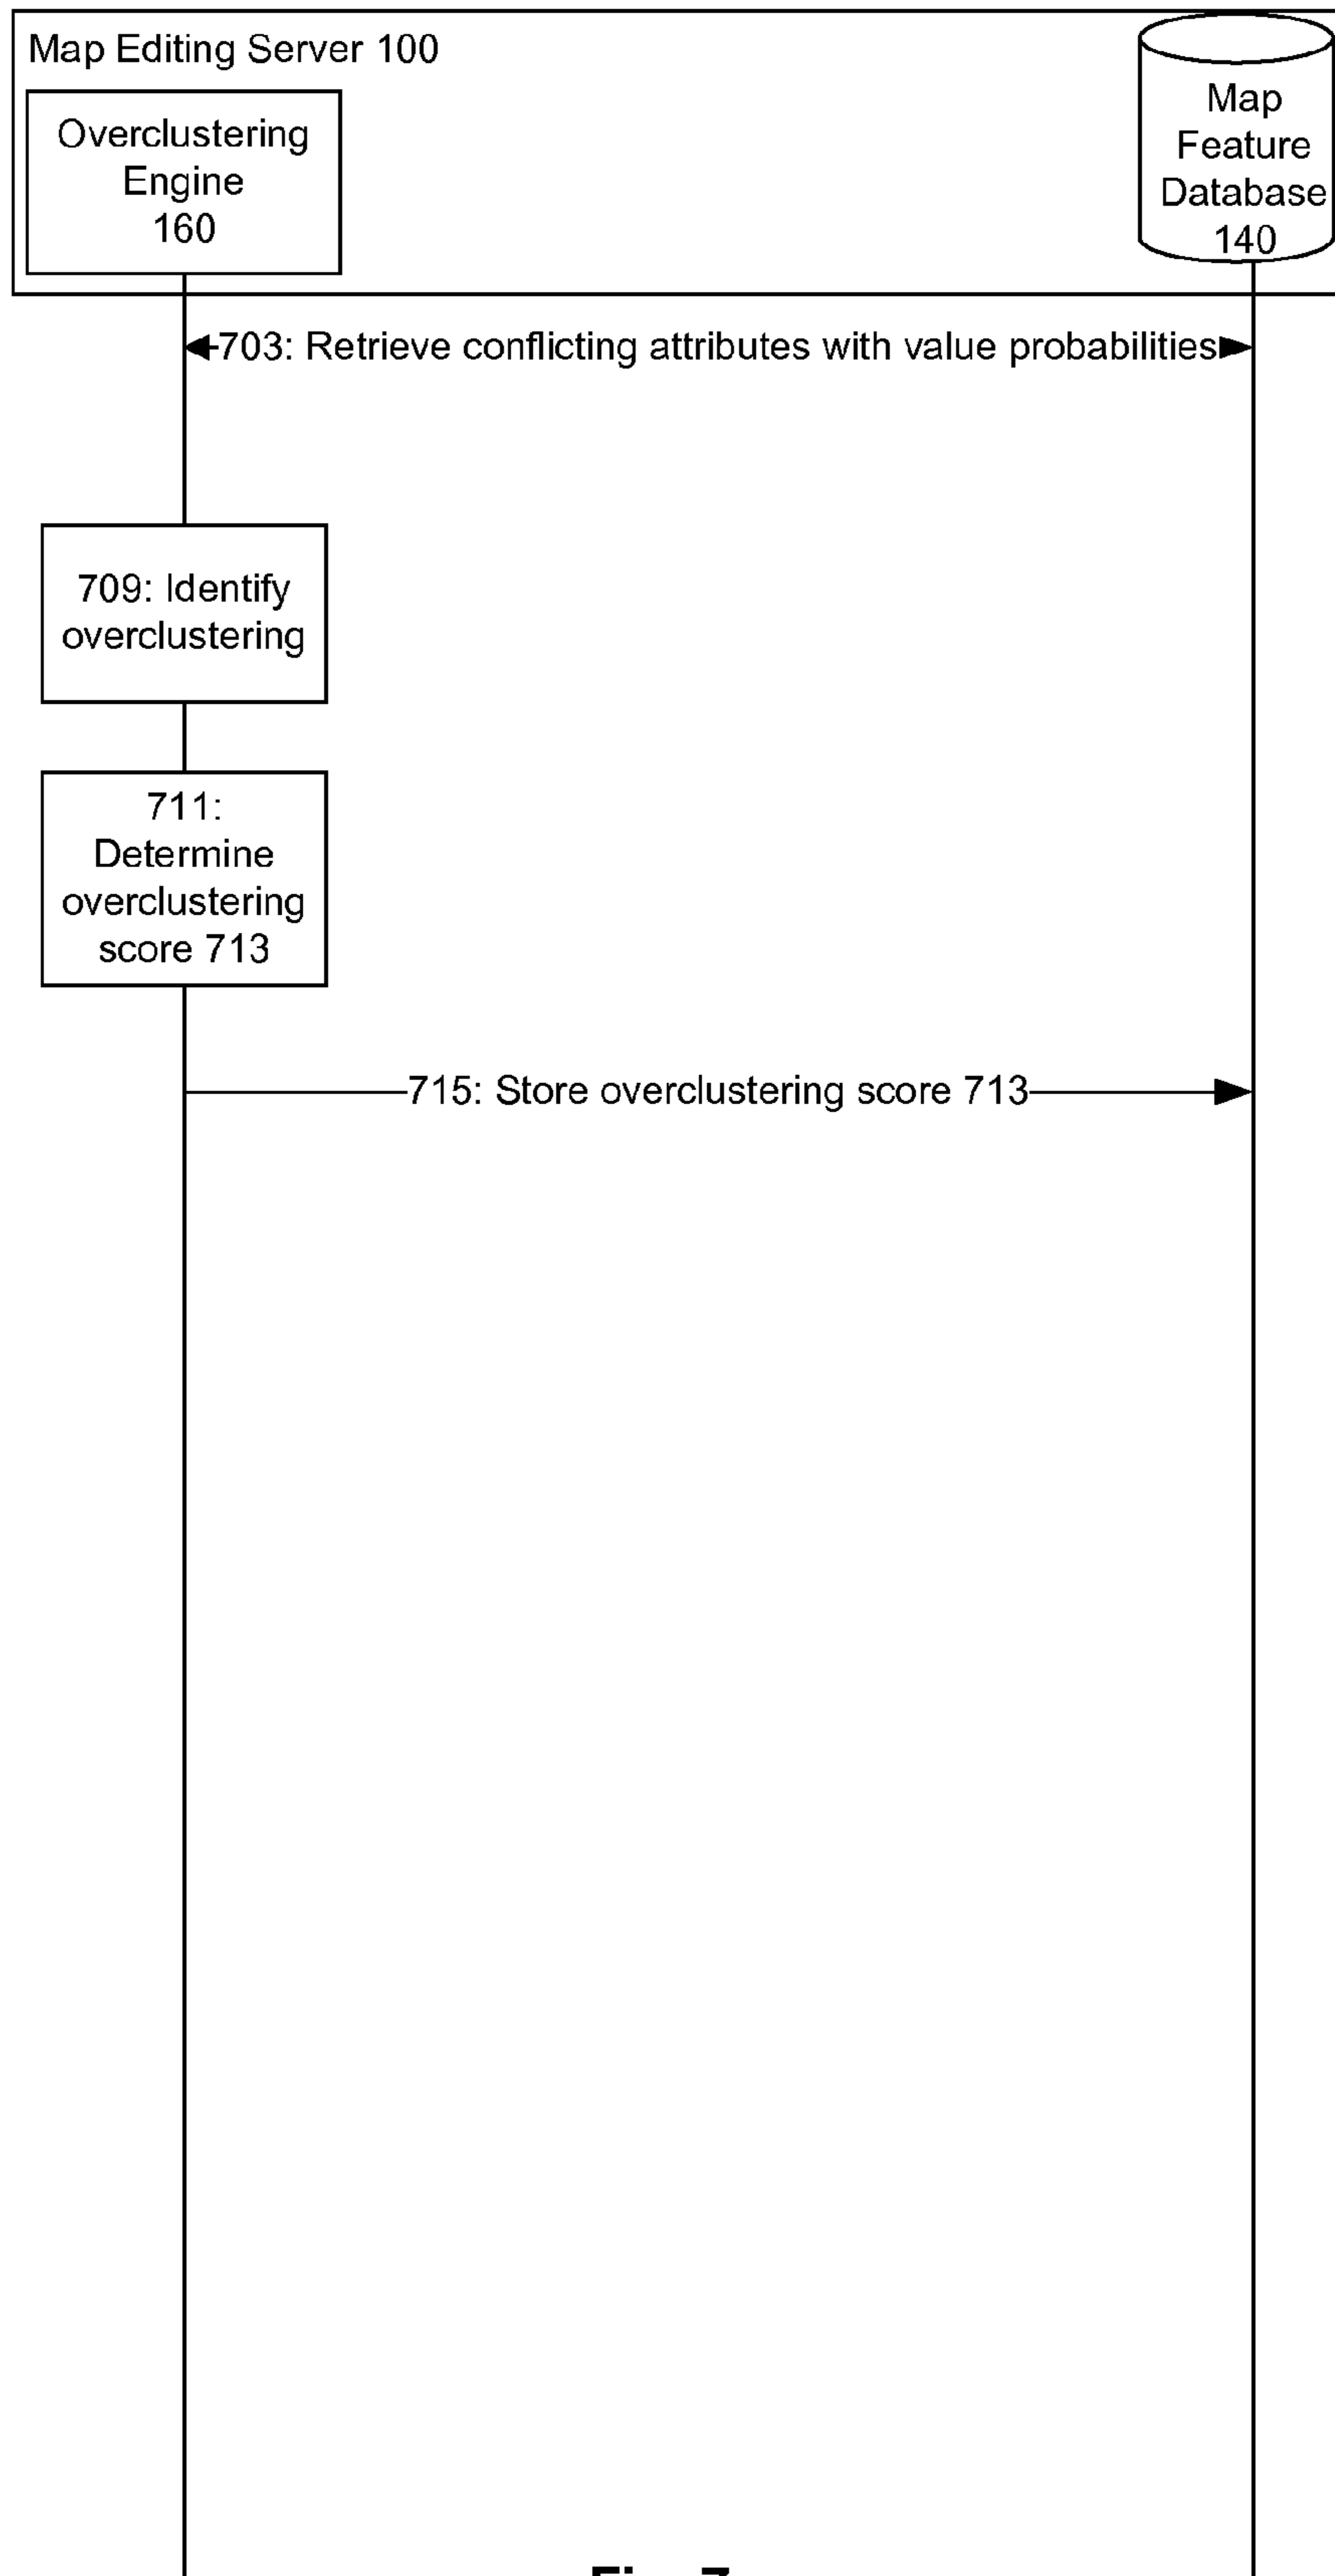 Map Editing Server 100
Overclustering
Engine
160
Map
Feature
Database
140
703: Retrieve conflicting attributes with value probabilities
709: Identify
overclustering
711:
Determine
overclustering
score 713
715: Store overclustering score 713